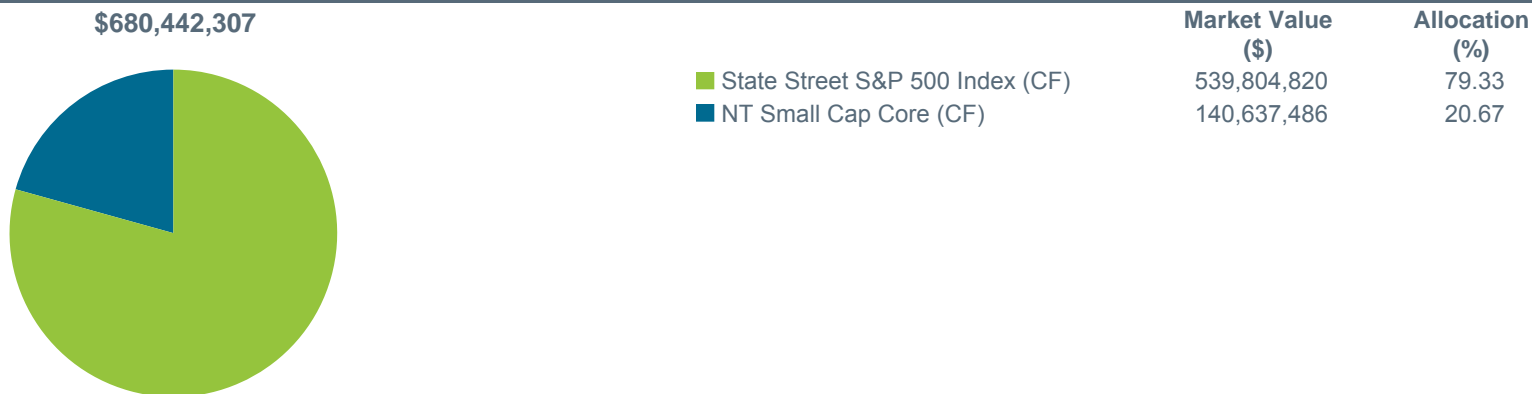 $680,442,307
Market Value
($)
Allocation
(%)
State Street S&P 500 Index (CF) 539,804,820 79.33
NT Small Cap Core (CF) 140,637,486 20.67